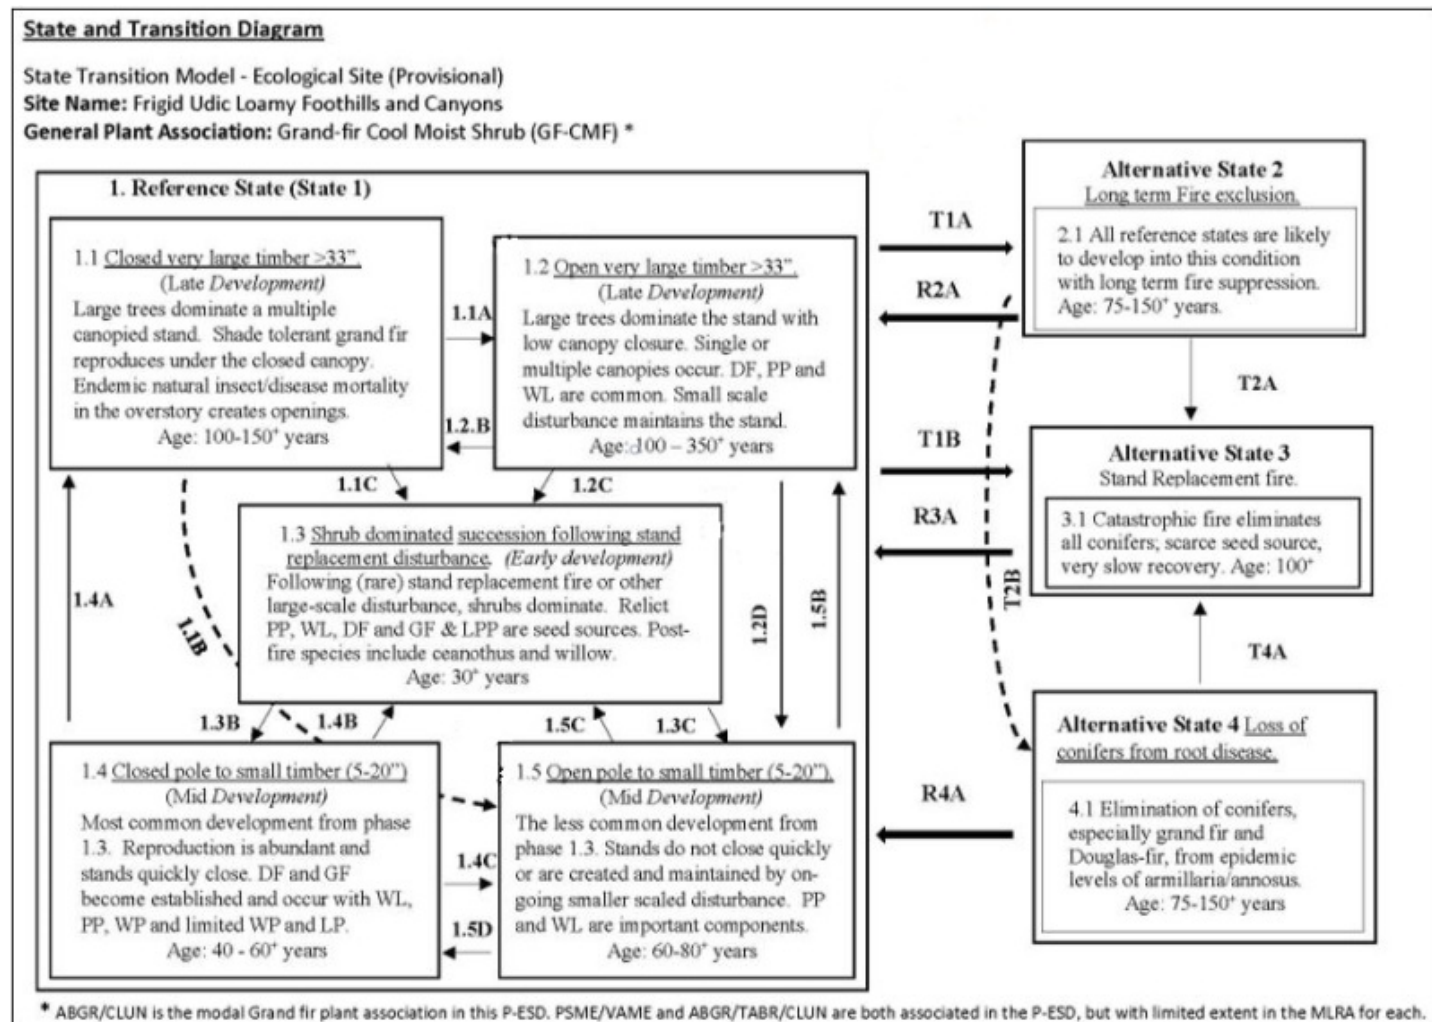 State and Transition Diagram
State Transition Model - Ecological Site (Provisional)
Site Name: Frigid Udic Loamy Foothills and Canyons
General Plant Association: Grand-fir Cool Moist Shrub (GF-CMF) *
1. Reference State (State 1)
1.1 Closed very large timber >33”.
(Late Development)
Large trees dominate a multiple
canopied stand. Shade tolerant grand fir
reproduces under the closed canopy.
Endemic natural insect/disease mortality
in the overstory creates openings.
Age: 100-150⁺ years
1.1A
1.2.B
1.2 Open very large timber >33”.
(Late Development)
Large trees dominate the stand with
low canopy closure. Single or
multiple canopies occur. DF, PP and
WL are common. Small scale
disturbance maintains the stand.
Age: 100 – 350⁺ years
1.1C
1.2C
1.3 Shrub dominated succession following stand
replacement disturbance. (Early development)
Following (rare) stand replacement fire or other
large-scale disturbance, shrubs dominate. Relict
PP, WL, DF and GF & LPP are seed sources. Post-
fire species include ceanothus and willow.
Age: 30⁺ years
1.4A
1.1B
1.2D
1.5B
1.3B
1.4B
1.5C
1.3C
1.4 Closed pole to small timber (5-20”)
(Mid Development)
Most common development from phase
1.3. Reproduction is abundant and
stands quickly close. DF and GF
become established and occur with WL,
PP, WP and limited WP and LP.
Age: 40 - 60⁺ years
1.4C
1.5D
1.5 Open pole to small timber (5-20”).
(Mid Development)
The less common development from
phase 1.3. Stands do not close quickly
or are created and maintained by on-
going smaller scaled disturbance. PP
and WL are important components.
Age: 60-80⁺ years
T1A
R2A
T1B
R3A
T2B
R4A
Alternative State 2
Long term Fire exclusion.
2.1 All reference states are likely
to develop into this condition
with long term fire suppression.
Age: 75-150⁺ years.
T2A
Alternative State 3
Stand Replacement fire.
3.1 Catastrophic fire eliminates
all conifers; scarce seed source,
very slow recovery. Age: 100⁺
T4A
Alternative State 4 Loss of
conifers from root disease.
4.1 Elimination of conifers,
especially grand fir and
Douglas-fir, from epidemic
levels of armillaria/annosus.
Age: 75-150⁺ years
* ABGR/CLUN is the modal Grand fir plant association in this P-ESD. PSME/VAME and ABGR/TABR/CLUN are both associated in the P-ESD, but with limited extent in the MLRA for each.